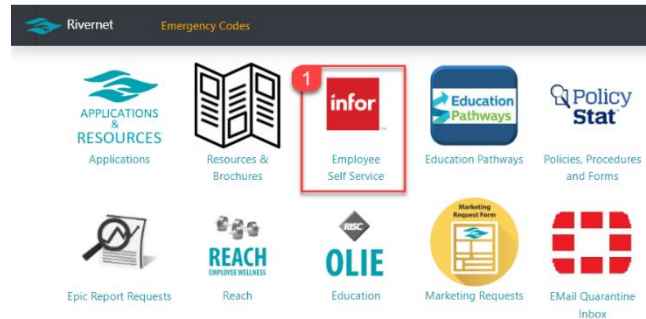 Rivernet
Emergency Codes
APPLICATIONS
&
RESOURCES
Applications
Resources &
Brochures
1
infor
Employee
Self Service
Education
Pathways
Education Pathways
Policy
Stat
Policies, Procedures
and Forms
Epic Report Requests
REACH
EMPLOYEE WELLNESS
Reach
RISC
OLIE
Education
Marketing
Request Form
Marketing Requests
EMail Quarantine
Inbox